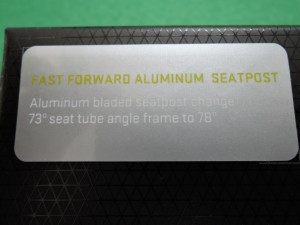 FAST FORWARD ALUMINUM SEATPOST
Aluminum bladed seatpost change
73° seat tube angle frame to 78°